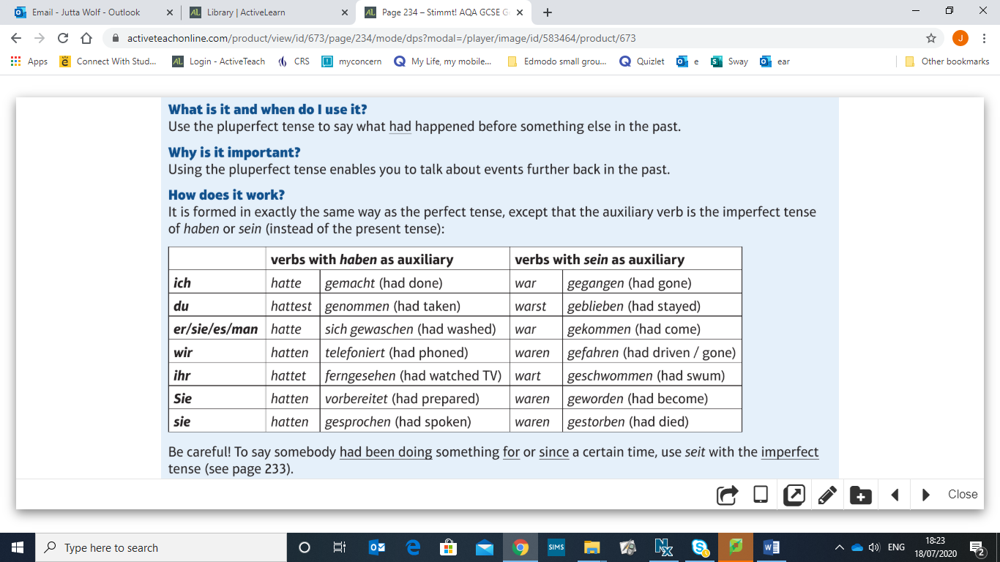 Email - Jutta Wolf - Outlook
Library | ActiveLearn
Page 234 – Stimmt! AQA GCSE G
activeteachonline.com/product/view/id/673/page/234/mode/dps?modal=/player/image/id/583464/product/673
J
Apps
Connect With Stud...
Login - ActiveTeach
CRS
myconcern
My Life, my mobile...
Edmodo small grou...
Quizlet
e
Sway
ear
Other bookmarks
What is it and when do I use it?
Use the pluperfect tense to say what had happened before something else in the past.
Why is it important?
Using the pluperfect tense enables you to talk about events further back in the past.
How does it work?
It is formed in exactly the same way as the perfect tense, except that the auxiliary verb is the imperfect tense
of haben or sein (instead of the present tense):
verbs with haben as auxiliary verbs with sein as auxiliary
ich hatte gemacht (had done) war gegangen (had gone)
du hattest genommen (had taken) warst geblieben (had stayed)
er/sie/es/man hatte sich gewaschen (had washed) war gekommen (had come)
wir hatten telefoniert (had phoned) waren gefahren (had driven / gone)
ihr hattet ferngesehen (had watched TV) wart geschwommen (had swum)
Sie hatten vorbereitet (had prepared) waren geworden (had become)
sie hatten gesprochen (had spoken) waren gestorben (had died)
Be careful! To say somebody had been doing something for or since a certain time, use seit with the imperfect
tense (see page 233).
Close
Type here to search
SIMS
ENG
18:23
18/07/2020
2